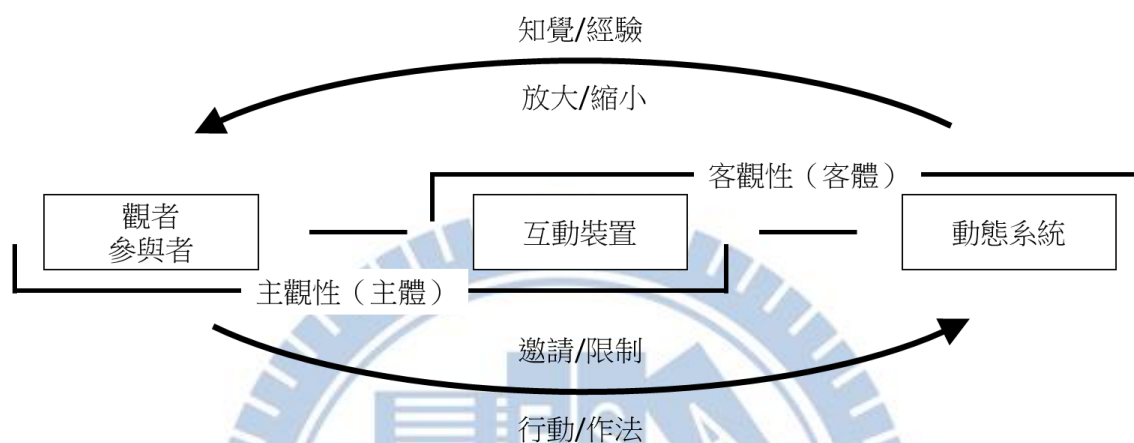 知覺/經驗
放大/縮小
客觀性（客體）
觀者
參與者
互動裝置
動態系統
主觀性（主體）
邀請/限制
行動/作法